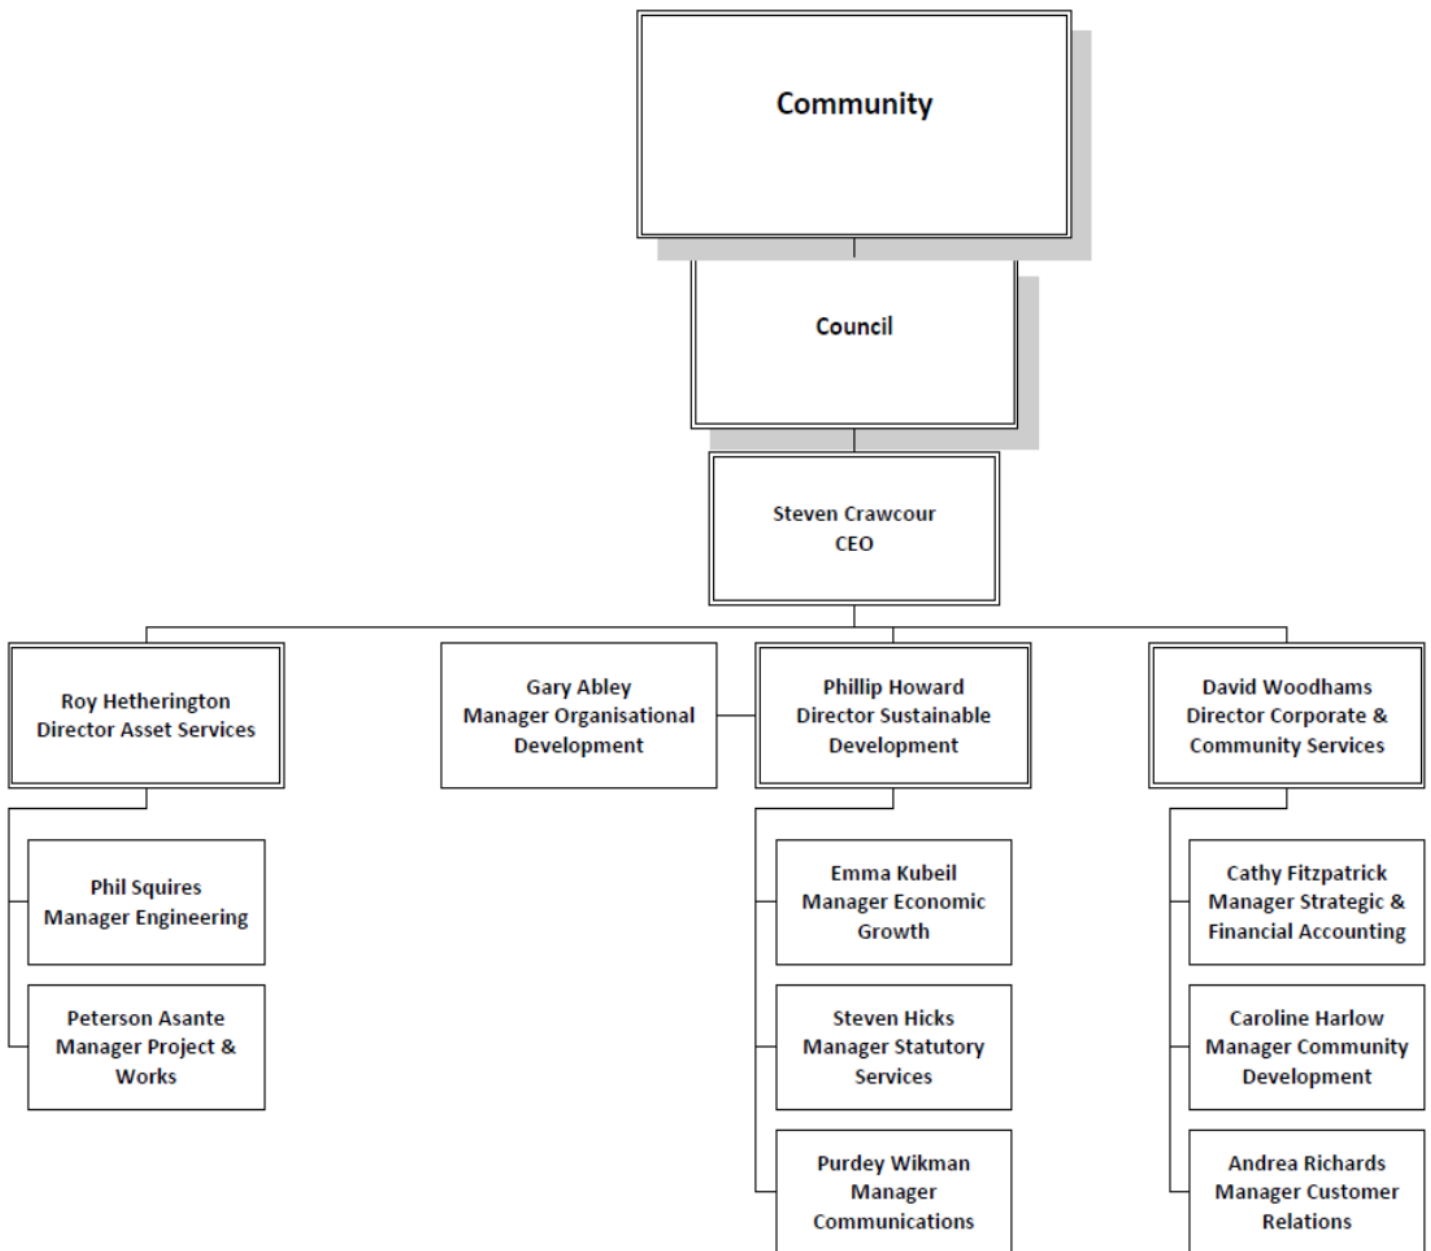 Community
Council
Steven Crawcour
CEO
Roy Hetherington
Director Asset Services
Gary Abley
Manager Organisational
Development
Phillip Howard
Director Sustainable
Development
David Woodhams
Director Corporate &
Community Services
Phil Squires
Manager Engineering
Peterson Asante
Manager Project &
Works
Emma Kubeil
Manager Economic
Growth
Steven Hicks
Manager Statutory
Services
Purdey Wikman
Manager
Communications
Cathy Fitzpatrick
Manager Strategic &
Financial Accounting
Caroline Harlow
Manager Community
Development
Andrea Richards
Manager Customer
Relations